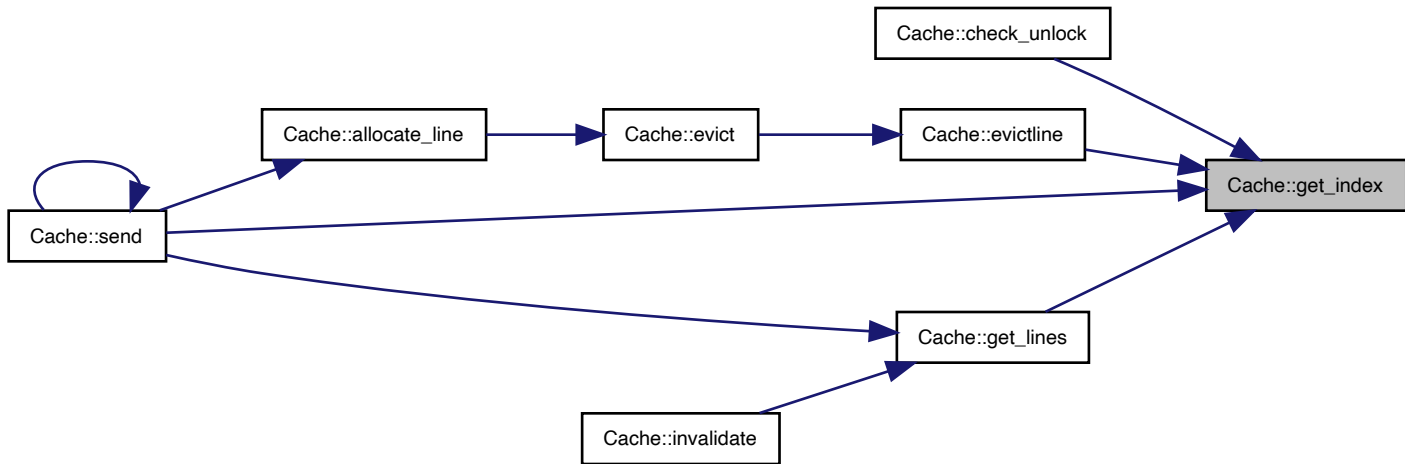 Cache::check_unlock
Cache::allocate_line
Cache::evict
Cache::evictline
Cache::get_index
Cache::send
Cache::get_lines
Cache::invalidate